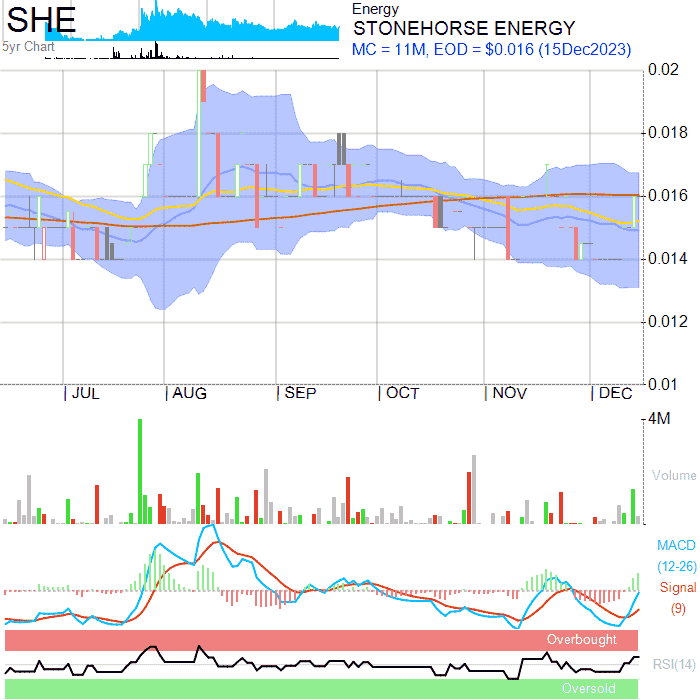 SHE
5yr Chart
Energy
STONEHORSE ENERGY
MC = 11M, EOD = $0.016 (15Dec2023)
0.02
0.018
0.016
0.014
0.012
0.01
JUL AUG SEP OCT NOV DEC
4M
Volume
MACD
(12-26)
Signal
(9)
Overbought
RSI(14)
Oversold